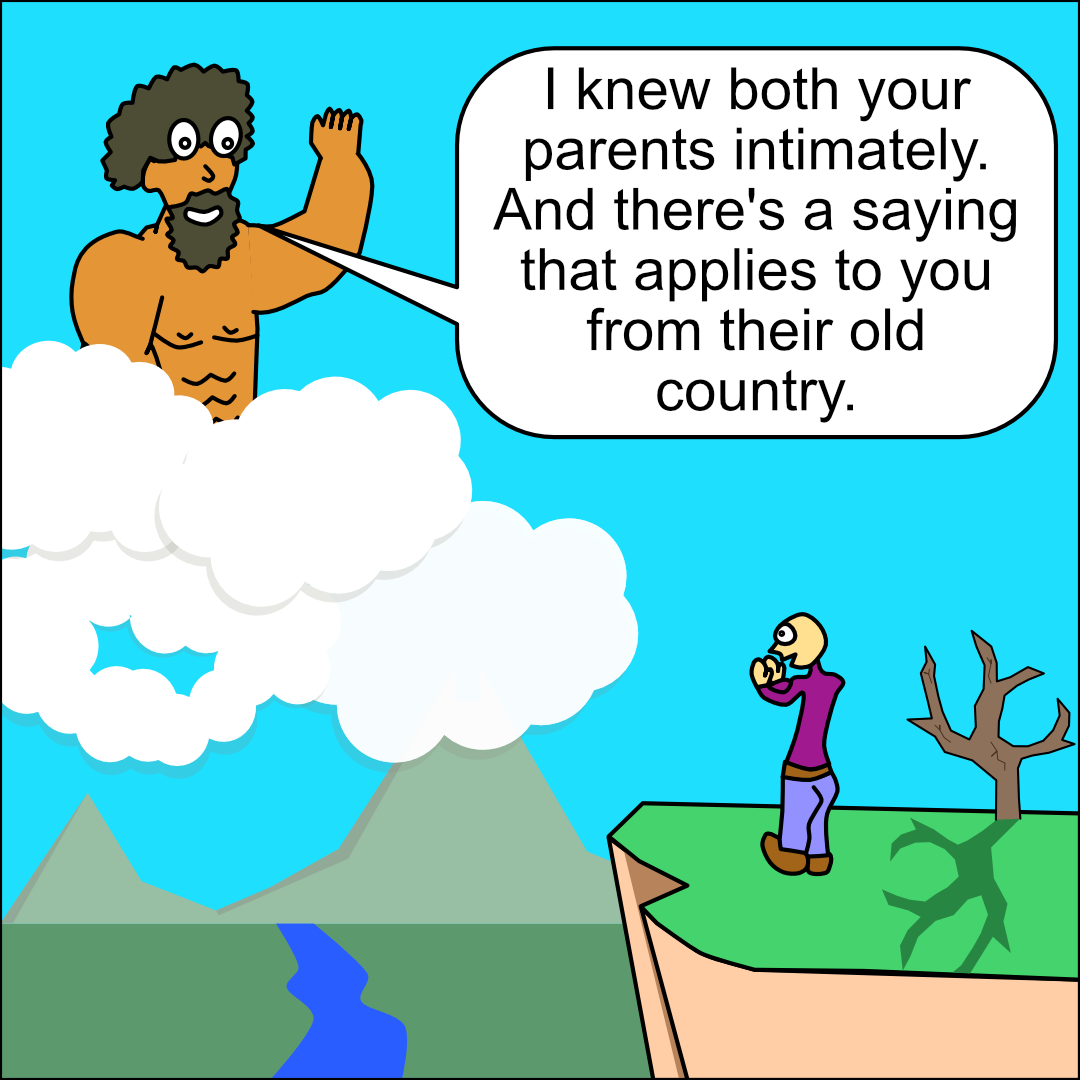 I knew both your
parents intimately.
And there's a saying
that applies to you
from their old
country.